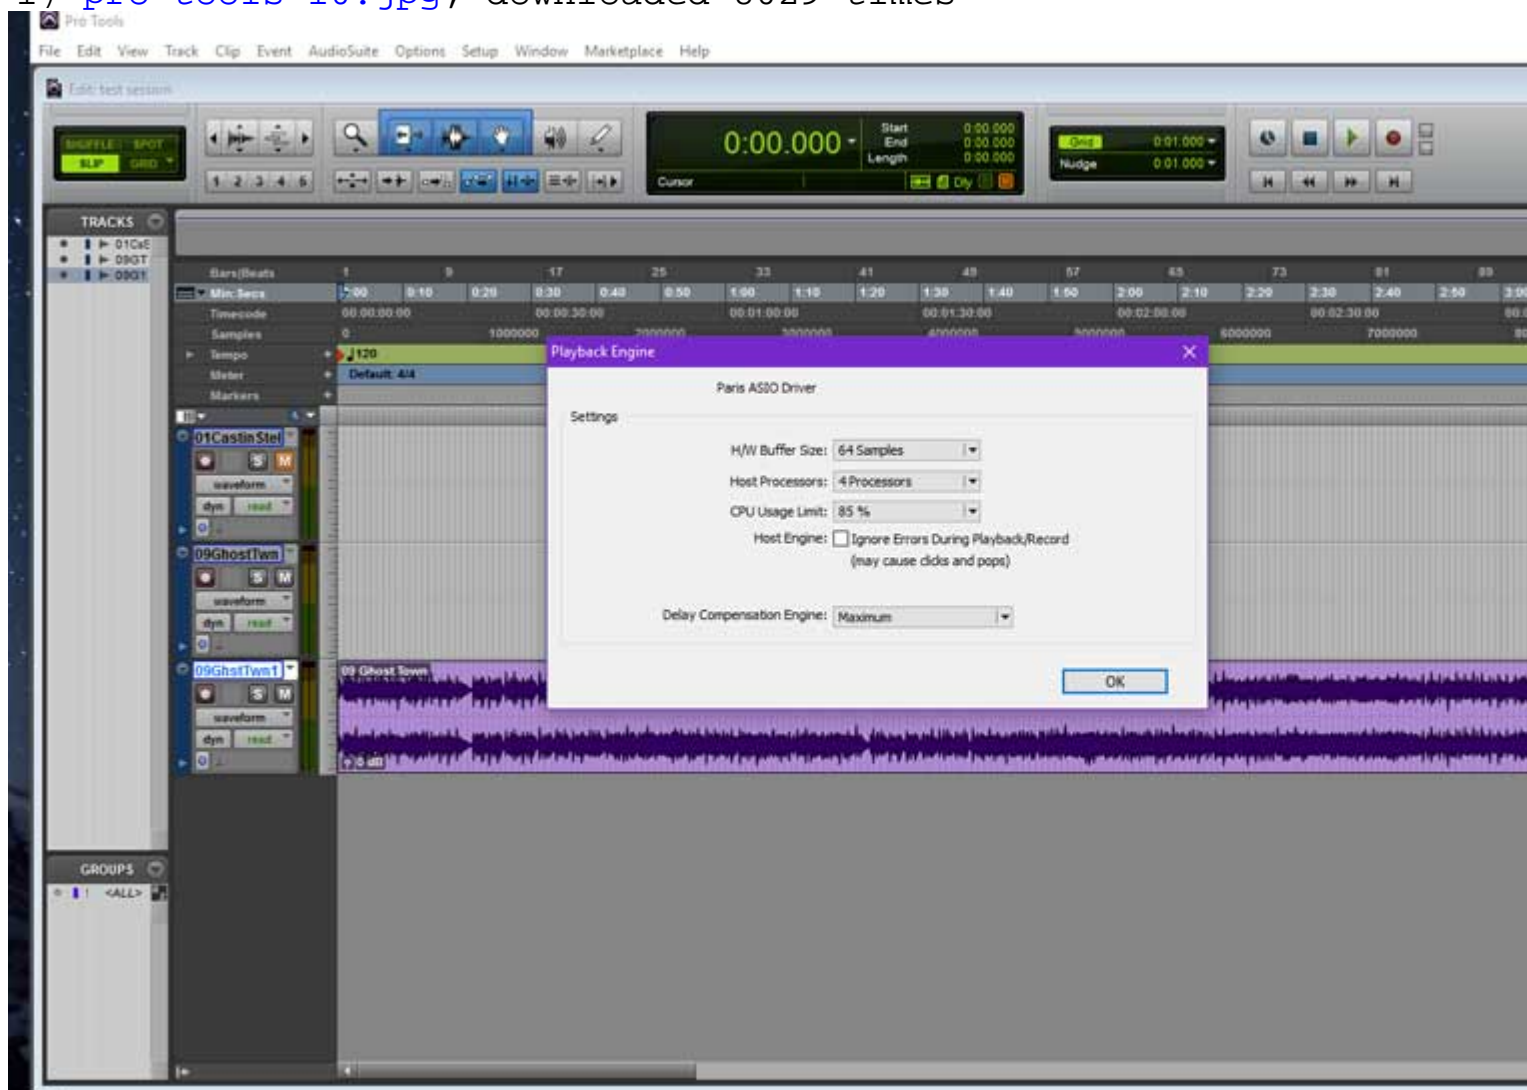 Pro Tools
File Edit View Track Clip Event AudioSuite Options Setup Window Marketplace Help
Edit: test session
SHUFFLE SPOT
SLIP GRID
1 2 3 4 5
0:00.000
Start 0:00.000
End 0:00.000
Length 0:00.000
Cursor
Dly
Grid 0:01.000
Nudge 0:01.000
TRACKS
09GT
Bars|Beats 1 9 17 25 33 41 49 57 65 73 81 89
Min:Secs 0:00 0:10 0:20 0:30 0:40 0:50 1:00 1:10 1:20 1:30 1:40 1:50 2:00 2:10 2:20 2:30 2:40 2:50
Timecode 00:00:00:00 00:00:30:00 00:01:00:00 00:01:30:00 00:02:00:00 00:02:30:00
Samples 0 1000000 2000000 3000000 4000000 5000000 6000000 7000000
Tempo 120
Meter Default: 4/4
Markers
Playback Engine
Paris ASIO Driver
Settings
H/W Buffer Size: 64 Samples
Host Processors: 4 Processors
CPU Usage Limit: 85 %
Host Engine: Ignore Errors During Playback/Record
(may cause clicks and pops)
Delay Compensation Engine: Maximum
OK
01CastinStel
S M
waveform
dyn read
09GhostTwn
S M
waveform
dyn read
09GhstTwn1
S M
waveform
dyn read
09 Ghost Town
0 dB
GROUPS
! <ALL>